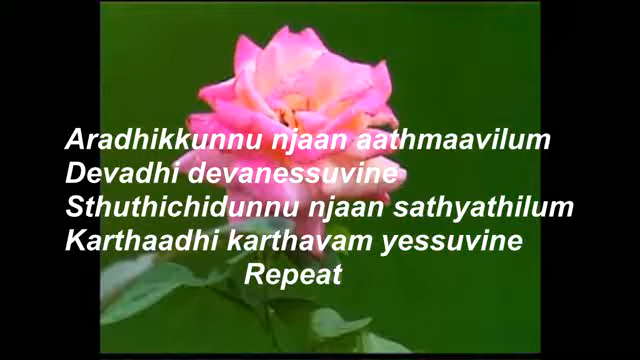 Aradhikkunnu njaan aathmaavilum
Devadhi devanessuvine
Sthuthichidunnu njaan sathyathilum
Karthaadhi karthavam yessuvine
Repeat